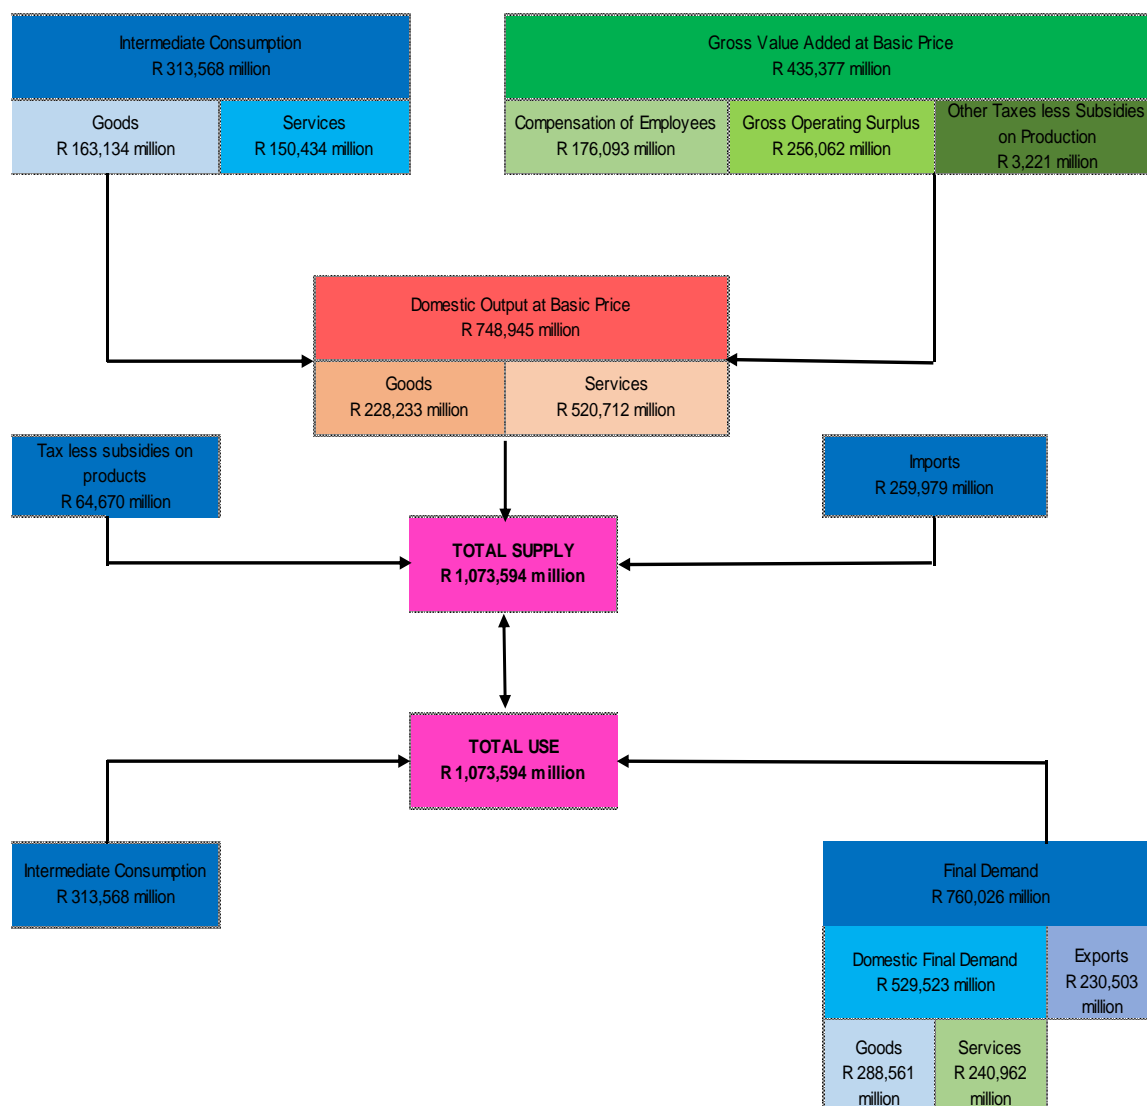 Intermediate Consumption
R 313,568 million
Goods
R 163,134 million
Services
R 150,434 million
Gross Value Added at Basic Price
R 435,377 million
Compensation of Employees
R 176,093 million
Gross Operating Surplus
R 256,062 million
Other Taxes less Subsidies
on Production
R 3,221 million
Domestic Output at Basic Price
R 748,945 million
Goods
R 228,233 million
Services
R 520,712 million
Tax less subsidies on
products
R 64,670 million
Imports
R 259,979 million
TOTAL SUPPLY
R 1,073,594 million
TOTAL USE
R 1,073,594 million
Intermediate Consumption
R 313,568 million
Final Demand
R 760,026 million
Domestic Final Demand
R 529,523 million
Exports
R 230,503
million
Goods
R 288,561
million
Services
R 240,962
million